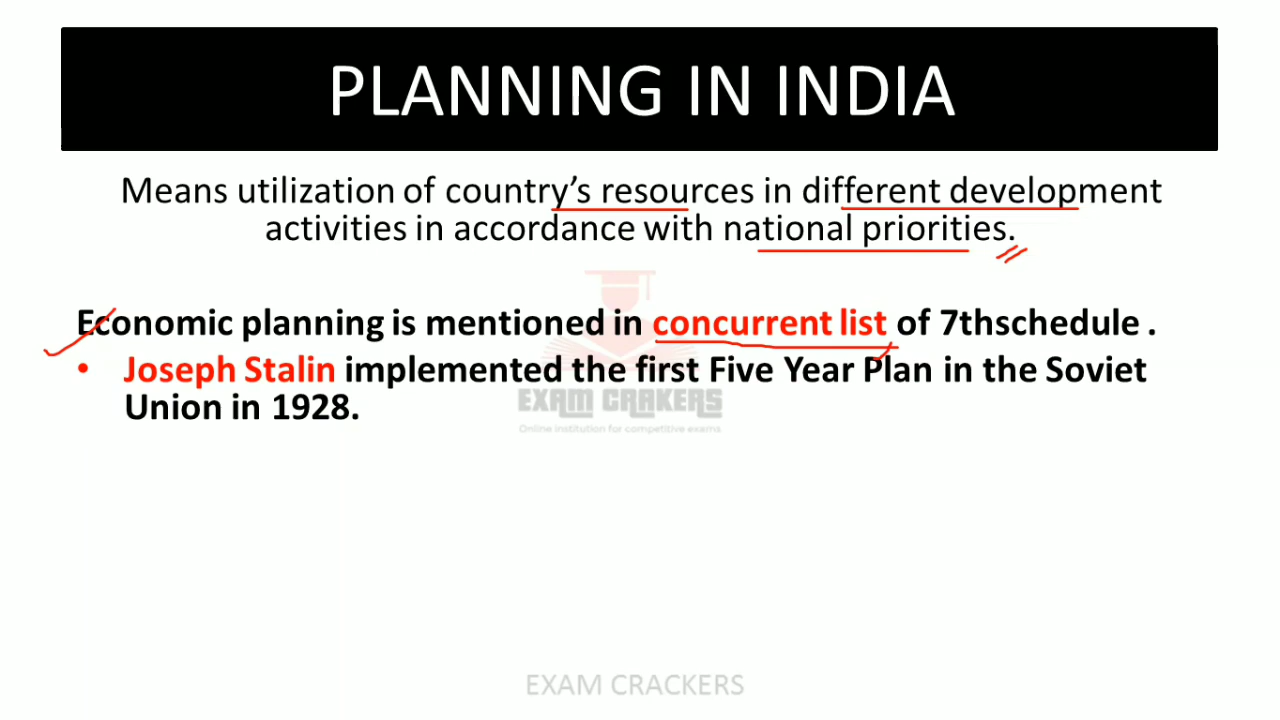 PLANNING IN INDIA
Means utilization of country’s resources in different development
activities in accordance with national priorities.
Economic planning is mentioned in concurrent list of 7thschedule .
• Joseph Stalin implemented the first Five Year Plan in the Soviet
Union in 1928.
EXAM CRAKERS
Online institution for competitive exams
EXAM CRACKERS